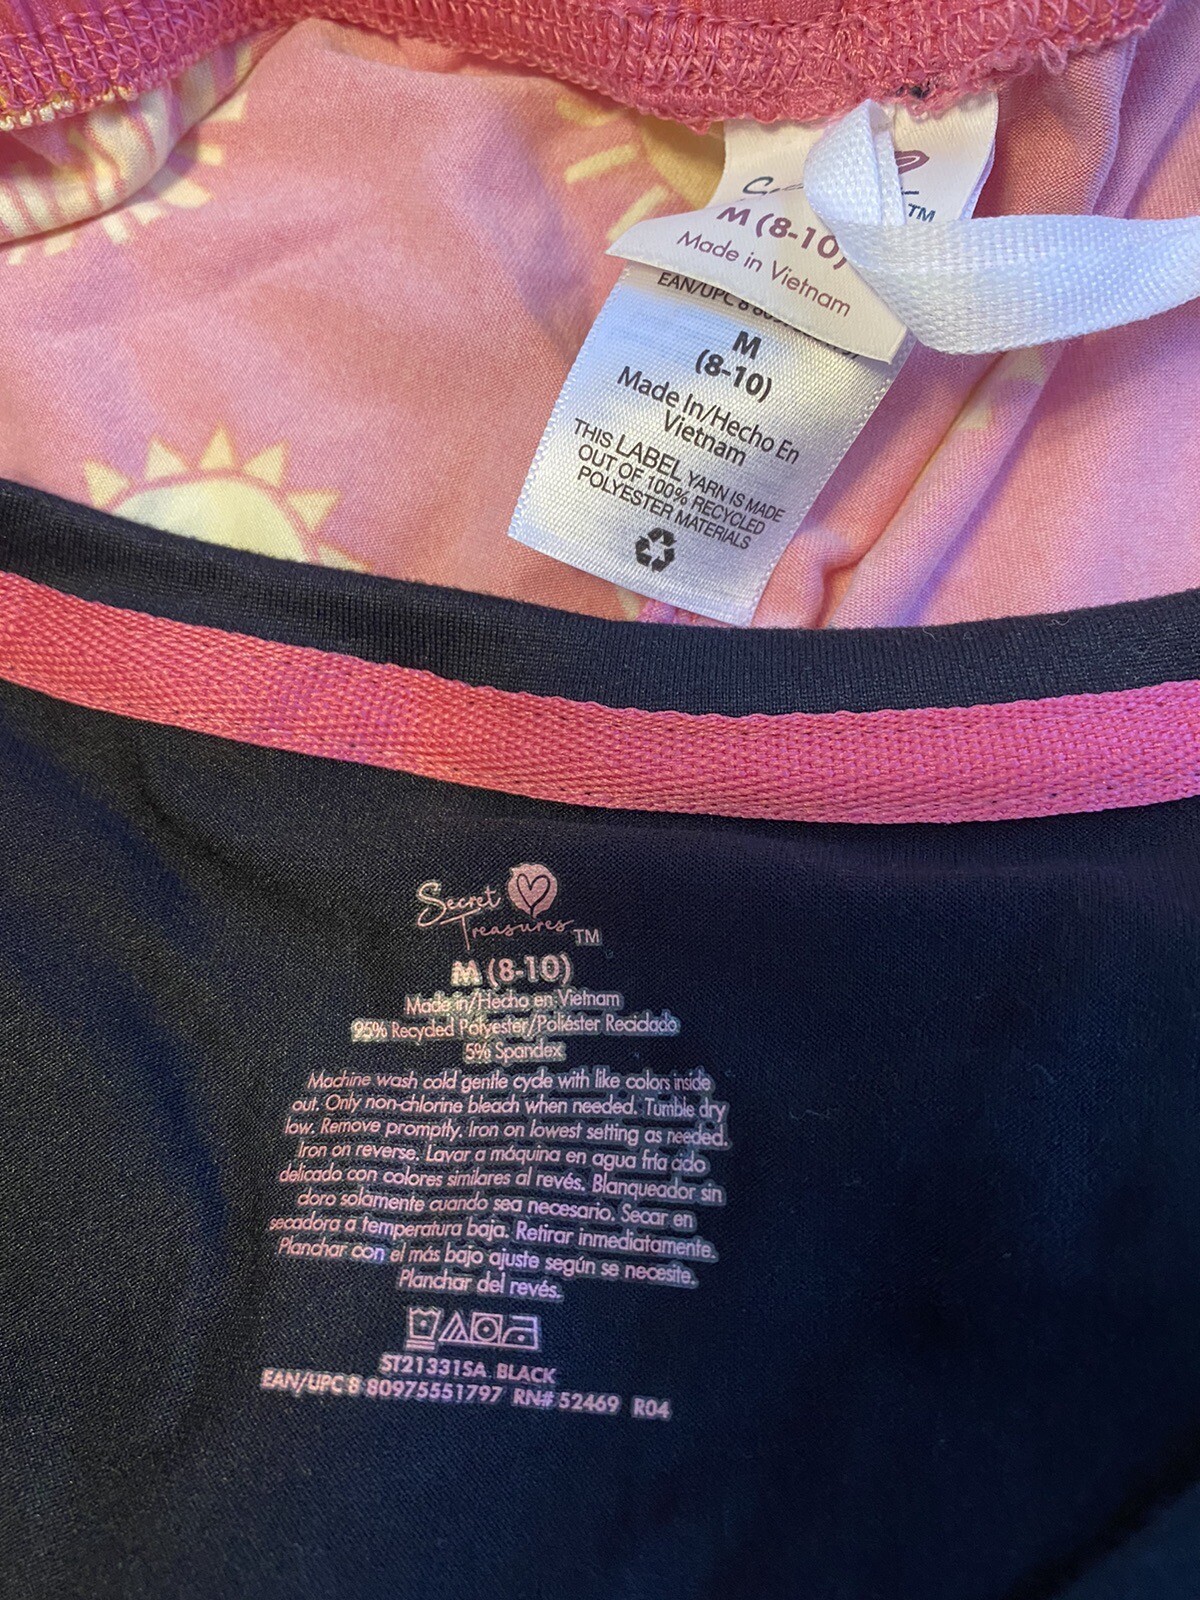 TM
M (8-10)
Made in Vietnam
EAN/UPC 8
M
(8-10)
Made In/Hecho En
Vietnam
THIS LABEL YARN IS MADE
OUT OF 100% RECYCLED
POLYESTER MATERIALS
Secret
Treasures TM
M (8-10)
Made in/Hecho en Vietnam
95% Recycled Polyester/Poliéster Reciclado
5% Spandex
Machine wash cold gentle cycle with like colors inside
out. Only non-chlorine bleach when needed. Tumble dry
low. Remove promptly. Iron on lowest setting as needed.
Iron on reverse. Lavar a máquina en agua fría ado
delicado con colores similares al revés. Blanqueador sin
cloro solamente cuando sea necesario. Secar en
secadora a temperatura baja. Retirar inmediatamente.
Planchar con el más bajo ajuste según se necesite.
Planchar del revés.
ST21331SA BLACK
EAN/UPC 8 80975551797 RN# 52469 R04